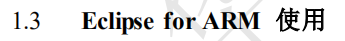 1.3 Eclipse for ARM 使用